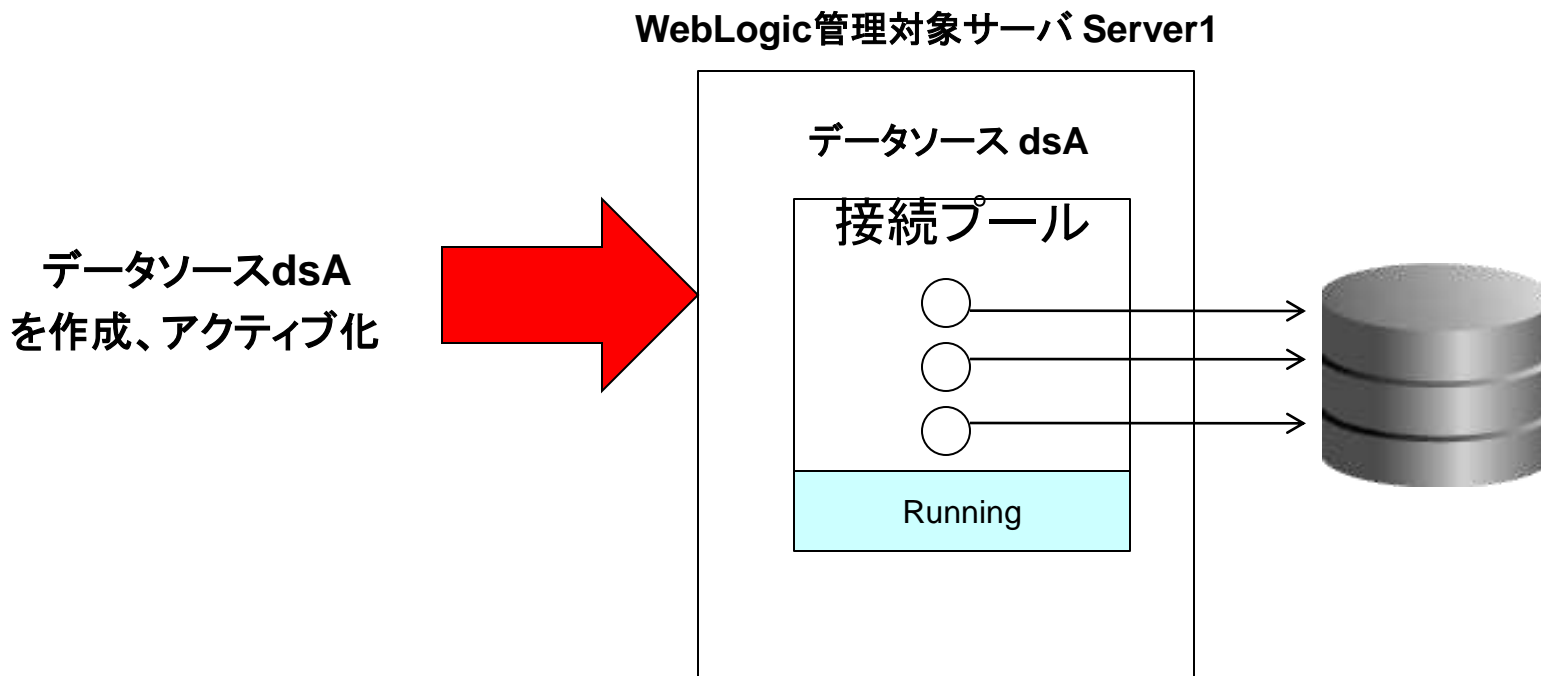 WebLogic管理対象サーバ Server1
データソース dsA
接続プール
データソースdsA
を作成、アクティブ化
Running